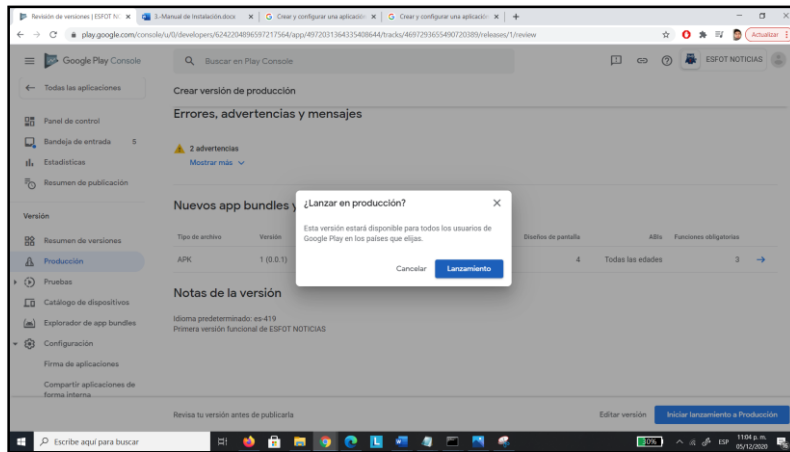 Revisión de versiones | ESFOT NC
E-Manual de Instalación.docx
Crear y configurar una aplicación
Crear y configurar una aplicación
play.google.com/console/u/0/developers/6242204896597217564/app/4972031364335408644/tracks/4697293655490720389/releases/1/review
Actualizar
Google Play Console
Buscar en Play Console
ESFOT NOTICIAS
Todas las aplicaciones
Crear versión de producción
Panel de control
Bandeja de entrada 5
Estadísticas
Resumen de publicación
Versión
Resumen de versiones
Producción
Pruebas
Catálogo de dispositivos
Explorador de app bundles
Configuración
Firma de aplicaciones
Compartir aplicaciones de
forma interna
Errores, advertencias y mensajes
2 advertencias
Mostrar más
Nuevos app bundles y
Tipo de archivo Versión Diseños de pantalla ABIs Funciones obligatorias
APK 1 (0.0.1) 4 Todas las edades 3
¿Lanzar en producción?
Esta versión estará disponible para todos los usuarios de
Google Play en los países que elijas.
Cancelar Lanzamiento
Notas de la versión
Idioma predeterminado: es-419
Primera versión funcional de ESFOT NOTICIAS
Revisa tu versión antes de publicarla
Editar versión
Iniciar lanzamiento a Producción
Escribe aquí para buscar
ESP
11:04 p. m.
05/12/2020